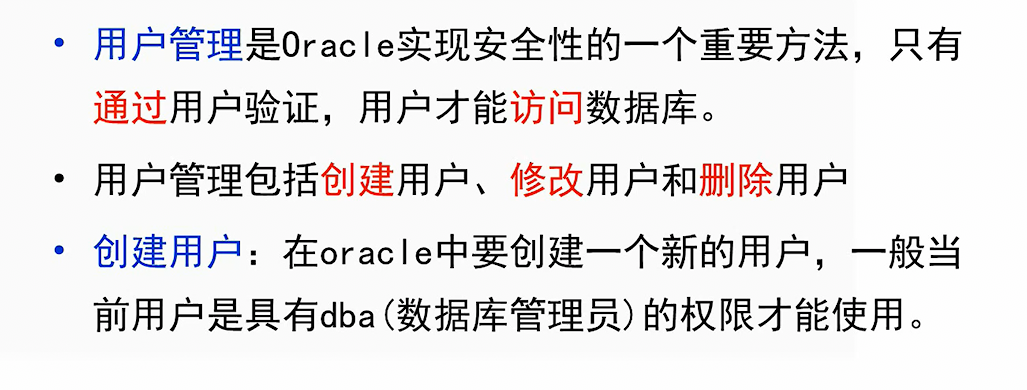 • 用户管理是Oracle实现安全性的一个重要方法，只有
通过用户验证，用户才能访问数据库。
• 用户管理包括创建用户、修改用户和删除用户
• 创建用户：在oracle中要创建一个新的用户，一般当
前用户是具有dba(数据库管理员)的权限才能使用。